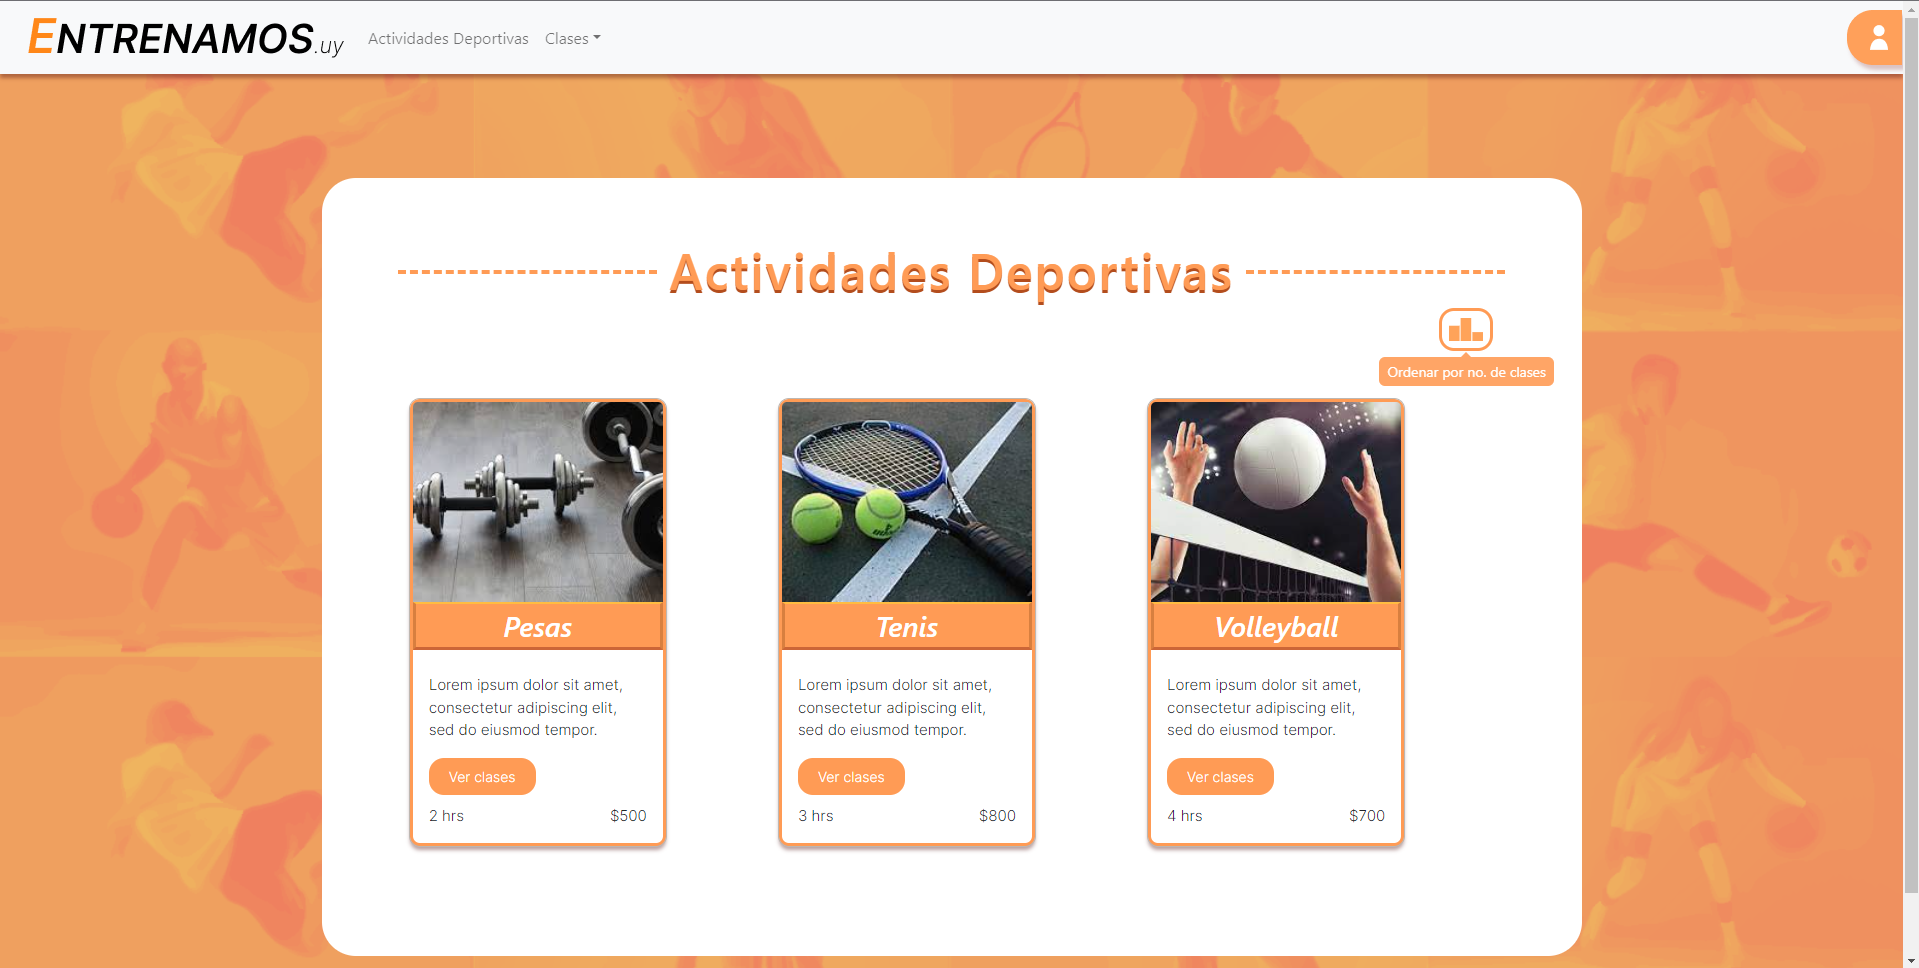 ENTRENAMOS.uy
Actividades Deportivas
Clases
Actividades Deportivas
Ordenar por no. de clases
Pesas
Lorem ipsum dolor sit amet,
consectetur adipiscing elit,
sed do eiusmod tempor.
Ver clases
2 hrs
$500
Tenis
Lorem ipsum dolor sit amet,
consectetur adipiscing elit,
sed do eiusmod tempor.
Ver clases
3 hrs
$800
Volleyball
Lorem ipsum dolor sit amet,
consectetur adipiscing elit,
sed do eiusmod tempor.
Ver clases
4 hrs
$700